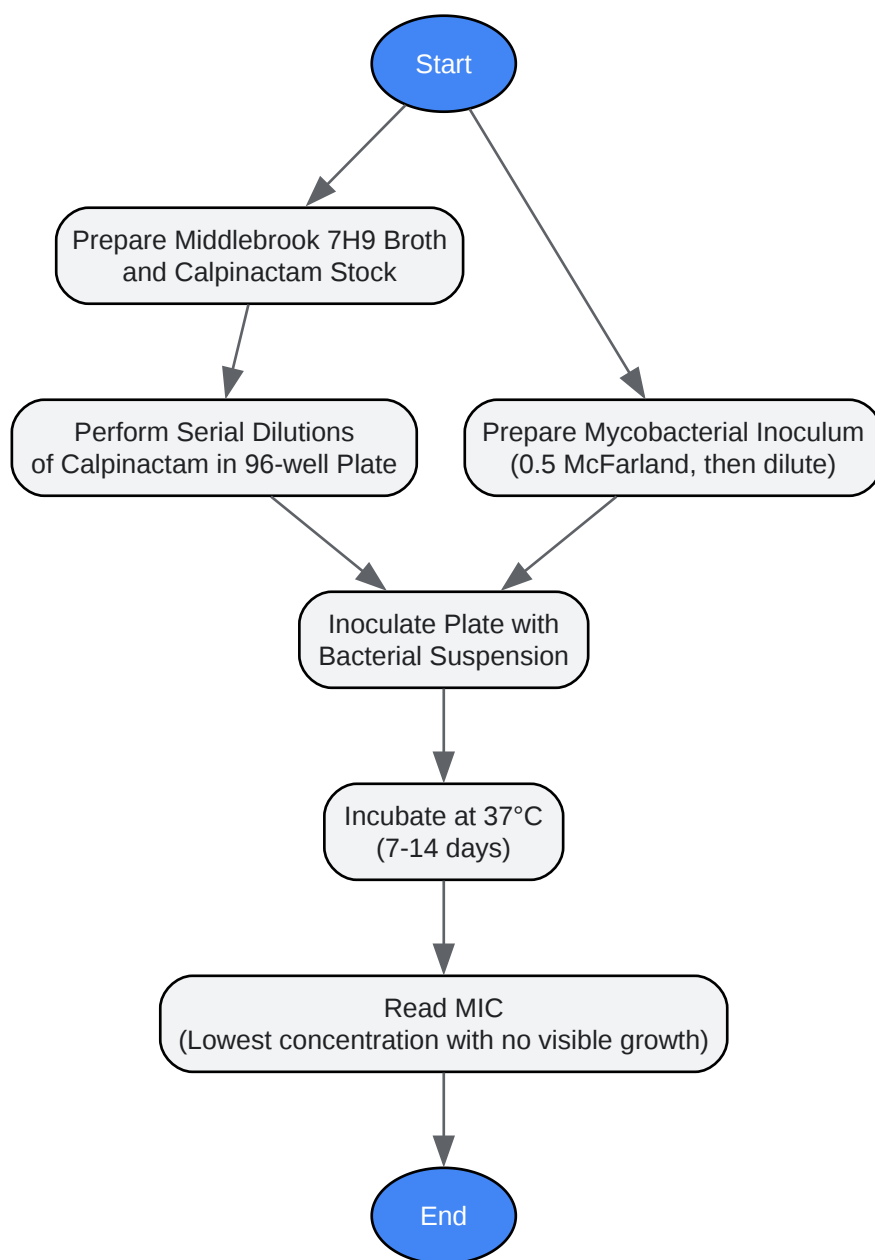 Start
Prepare Middlebrook 7H9 Broth
and Calpinactam Stock
Perform Serial Dilutions
of Calpinactam in 96-well Plate
Prepare Mycobacterial Inoculum
(0.5 McFarland, then dilute)
Inoculate Plate with
Bacterial Suspension
Incubate at 37°C
(7-14 days)
Read MIC
(Lowest concentration with no visible growth)
End